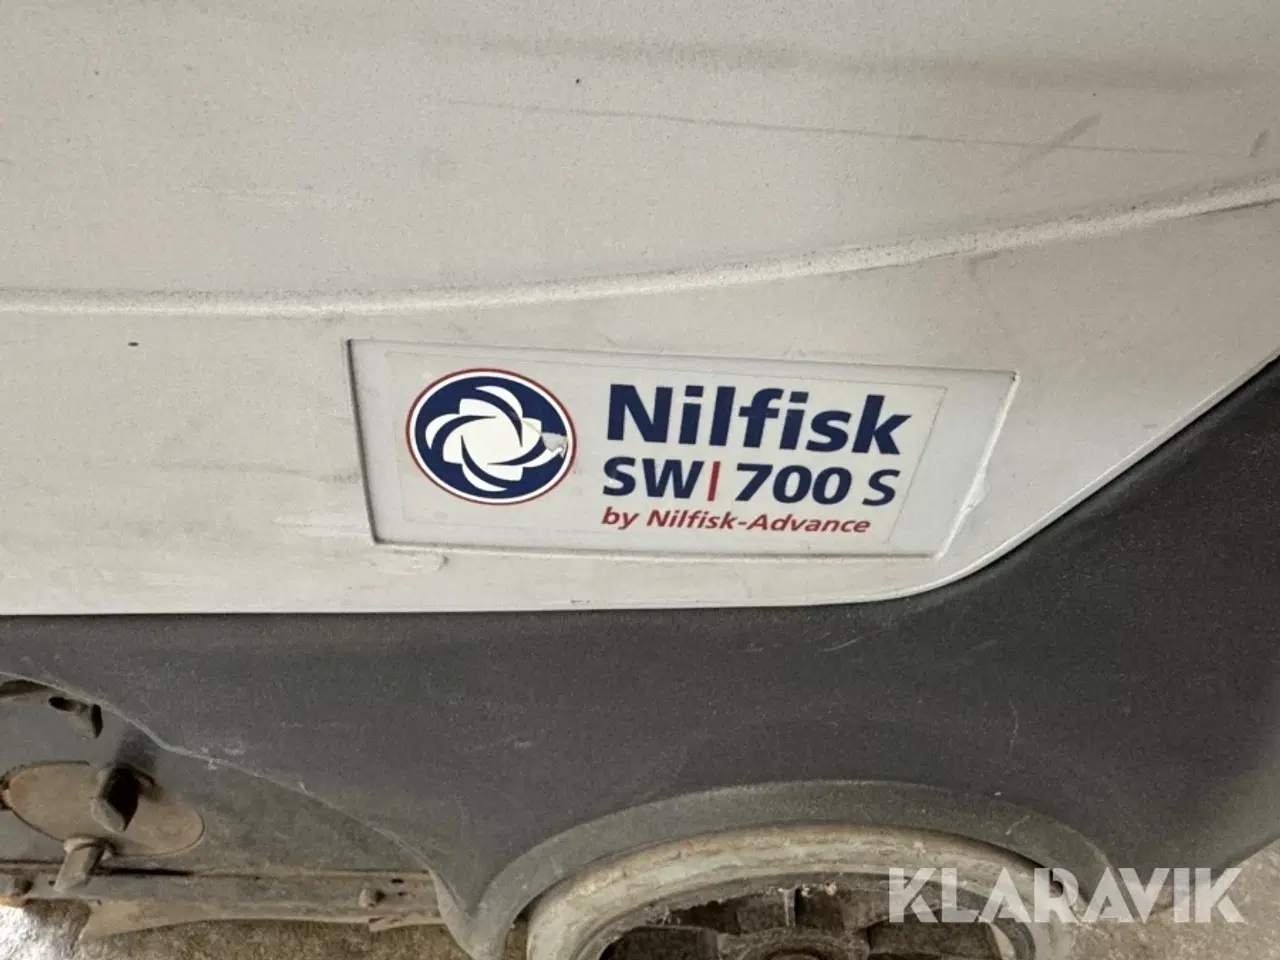 Nilfisk
SW| 700 S
by Nilfisk-Advance
KLARAVIK